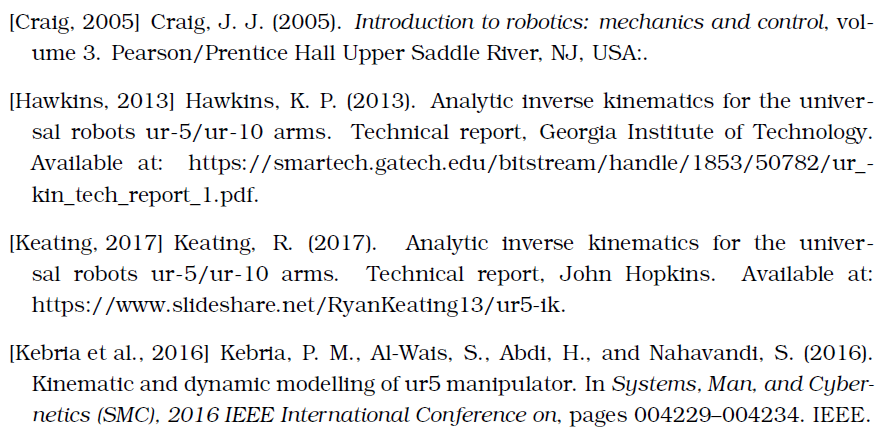 [Craig, 2005] Craig, J. J. (2005). Introduction to robotics: mechanics and control, vol-
ume 3. Pearson/Prentice Hall Upper Saddle River, NJ, USA:.
[Hawkins, 2013] Hawkins, K. P. (2013). Analytic inverse kinematics for the univer-
sal robots ur-5/ur-10 arms. Technical report, Georgia Institute of Technology.
Available at: https://smartech.gatech.edu/bitstream/handle/1853/50782/ur_-
kin_tech_report_1.pdf.
[Keating, 2017] Keating, R. (2017). Analytic inverse kinematics for the univer-
sal robots ur-5/ur-10 arms. Technical report, John Hopkins. Available at:
https://www.slideshare.net/RyanKeating13/ur5-ik.
[Kebria et al., 2016] Kebria, P. M., Al-Wais, S., Abdi, H., and Nahavandi, S. (2016).
Kinematic and dynamic modelling of ur5 manipulator. In Systems, Man, and Cyber-
netics (SMC), 2016 IEEE International Conference on, pages 004229–004234. IEEE.